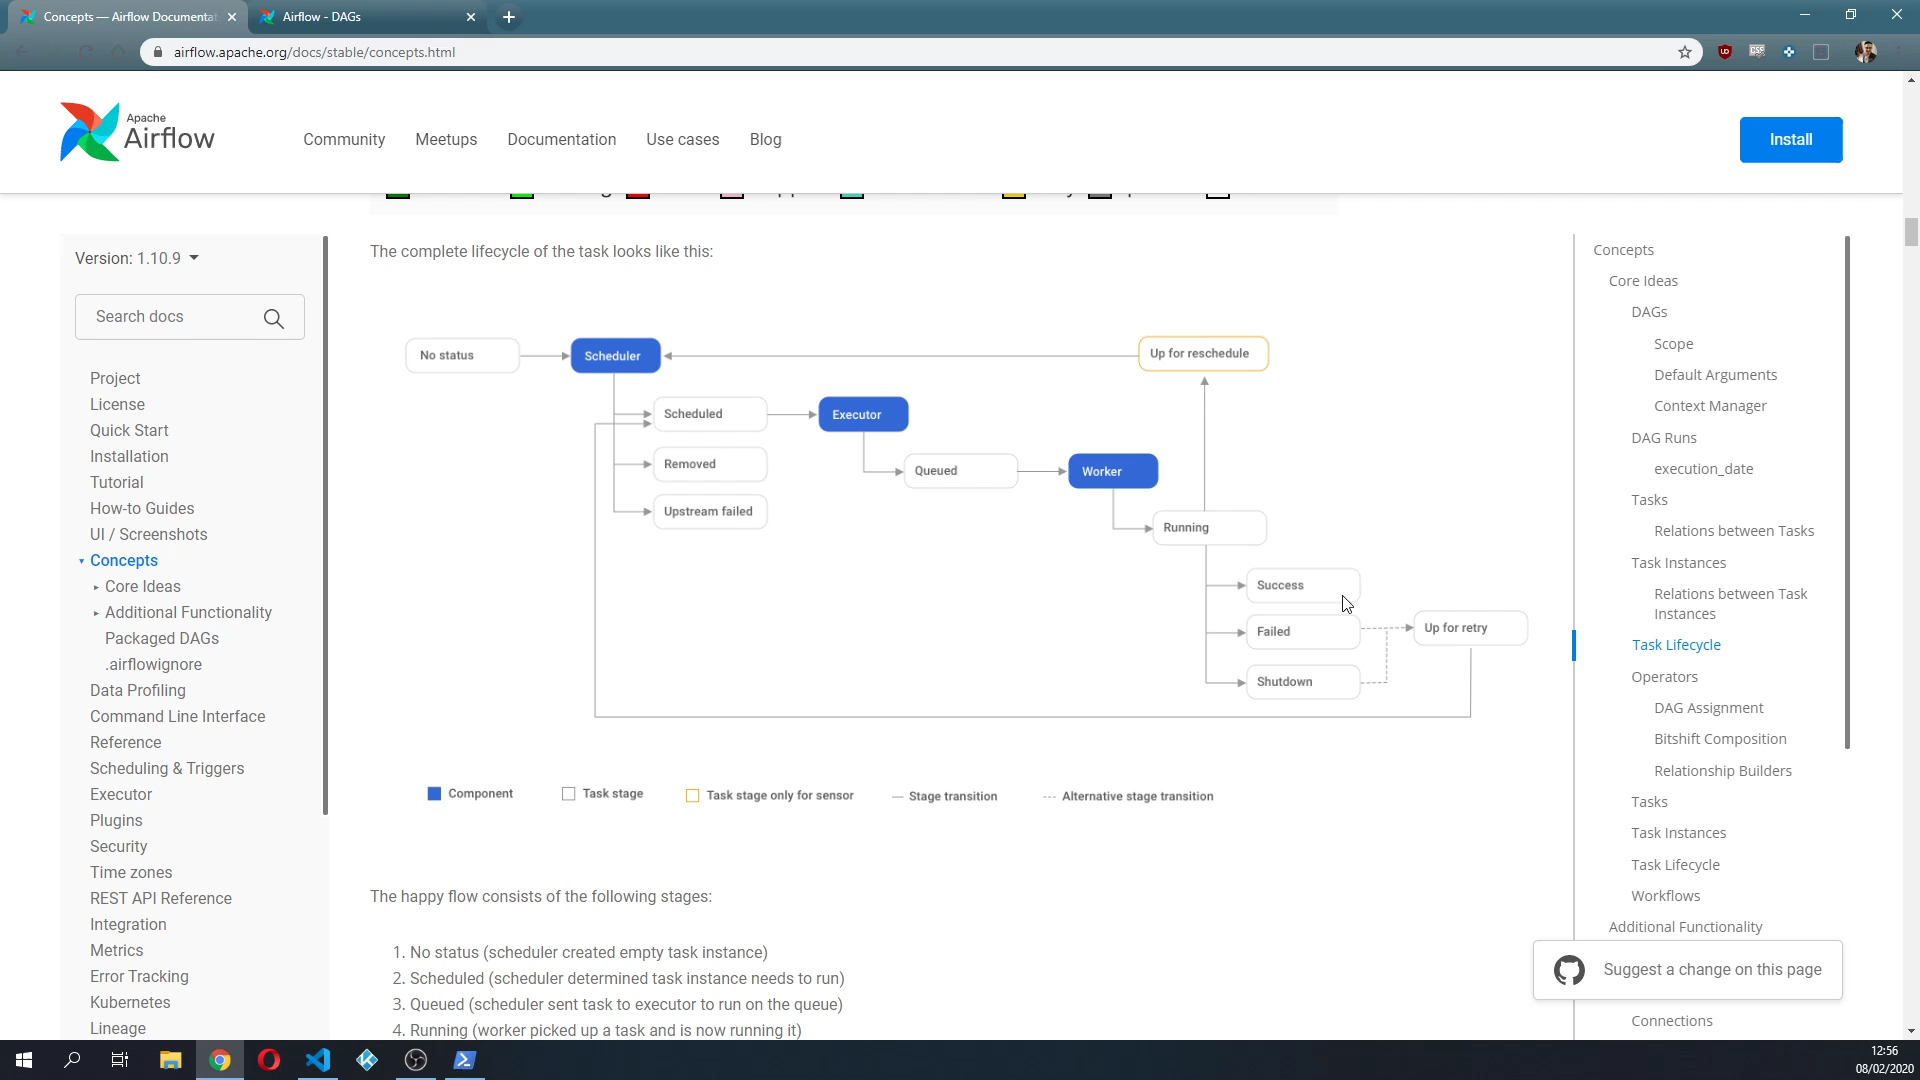 Concepts — Airflow Documentat
Airflow - DAGs
airflow.apache.org/docs/stable/concepts.html
Apache
Airflow
Community
Meetups
Documentation
Use cases
Blog
Install
Version: 1.10.9
Search docs
Project
License
Quick Start
Installation
Tutorial
How-to Guides
UI / Screenshots
Concepts
Core Ideas
Additional Functionality
Packaged DAGs
.airflowignore
Data Profiling
Command Line Interface
Reference
Scheduling & Triggers
Executor
Plugins
Security
Time zones
REST API Reference
Integration
Metrics
Error Tracking
Kubernetes
Lineage
The complete lifecycle of the task looks like this:
No status
Scheduler
Up for reschedule
Scheduled
Executor
Removed
Queued
Worker
Upstream failed
Running
Success
Failed
Up for retry
Shutdown
Component
Task stage
Task stage only for sensor
Stage transition
Alternative stage transition
The happy flow consists of the following stages:
1. No status (scheduler created empty task instance)
2. Scheduled (scheduler determined task instance needs to run)
3. Queued (scheduler sent task to executor to run on the queue)
4. Running (worker picked up a task and is now running it)
Concepts
Core Ideas
DAGs
Scope
Default Arguments
Context Manager
DAG Runs
execution_date
Tasks
Relations between Tasks
Task Instances
Relations between Task
Instances
Task Lifecycle
Operators
DAG Assignment
Bitshift Composition
Relationship Builders
Tasks
Task Instances
Task Lifecycle
Workflows
Additional Functionality
Suggest a change on this page
Connections
12:56
08/02/2020